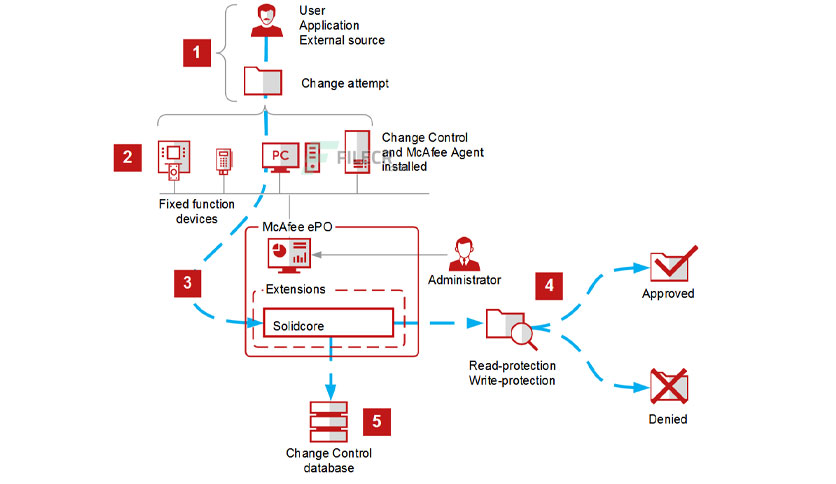 User
Application
External source
1
Change attempt
2
PC
FILECR
Change Control
and McAfee Agent
installed
Fixed function
devices
McAfee ePO
3
Administrator
Extensions
Solidcore
4
Approved
Read-protection
Write-protection
Denied
5
Change Control
database